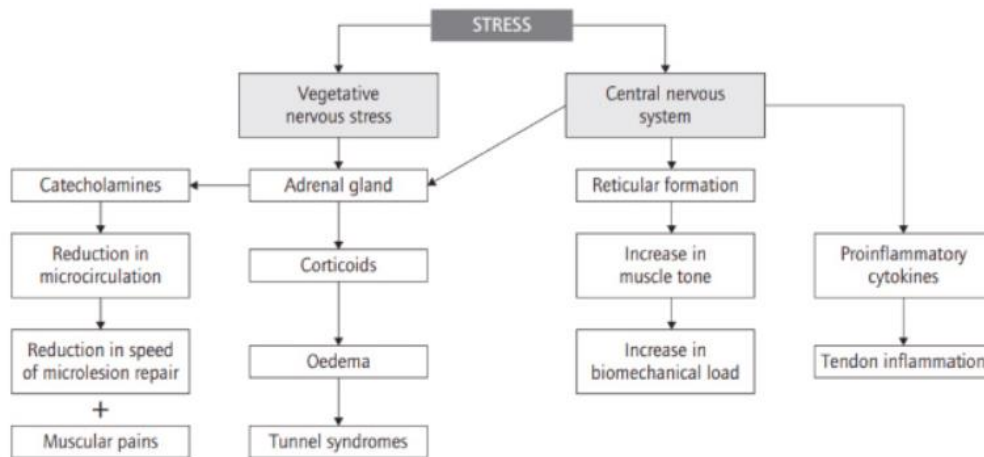 STRESS
Vegetative
nervous stress
Central nervous
system
Catecholamines
Adrenal gland
Reticular formation
Reduction in
microcirculation
Corticoids
Increase in
muscle tone
Proinflammatory
cytokines
Reduction in speed
of microlesion repair
Oedema
Increase in
biomechanical load
Tendon inflammation
+
Muscular pains
Tunnel syndromes